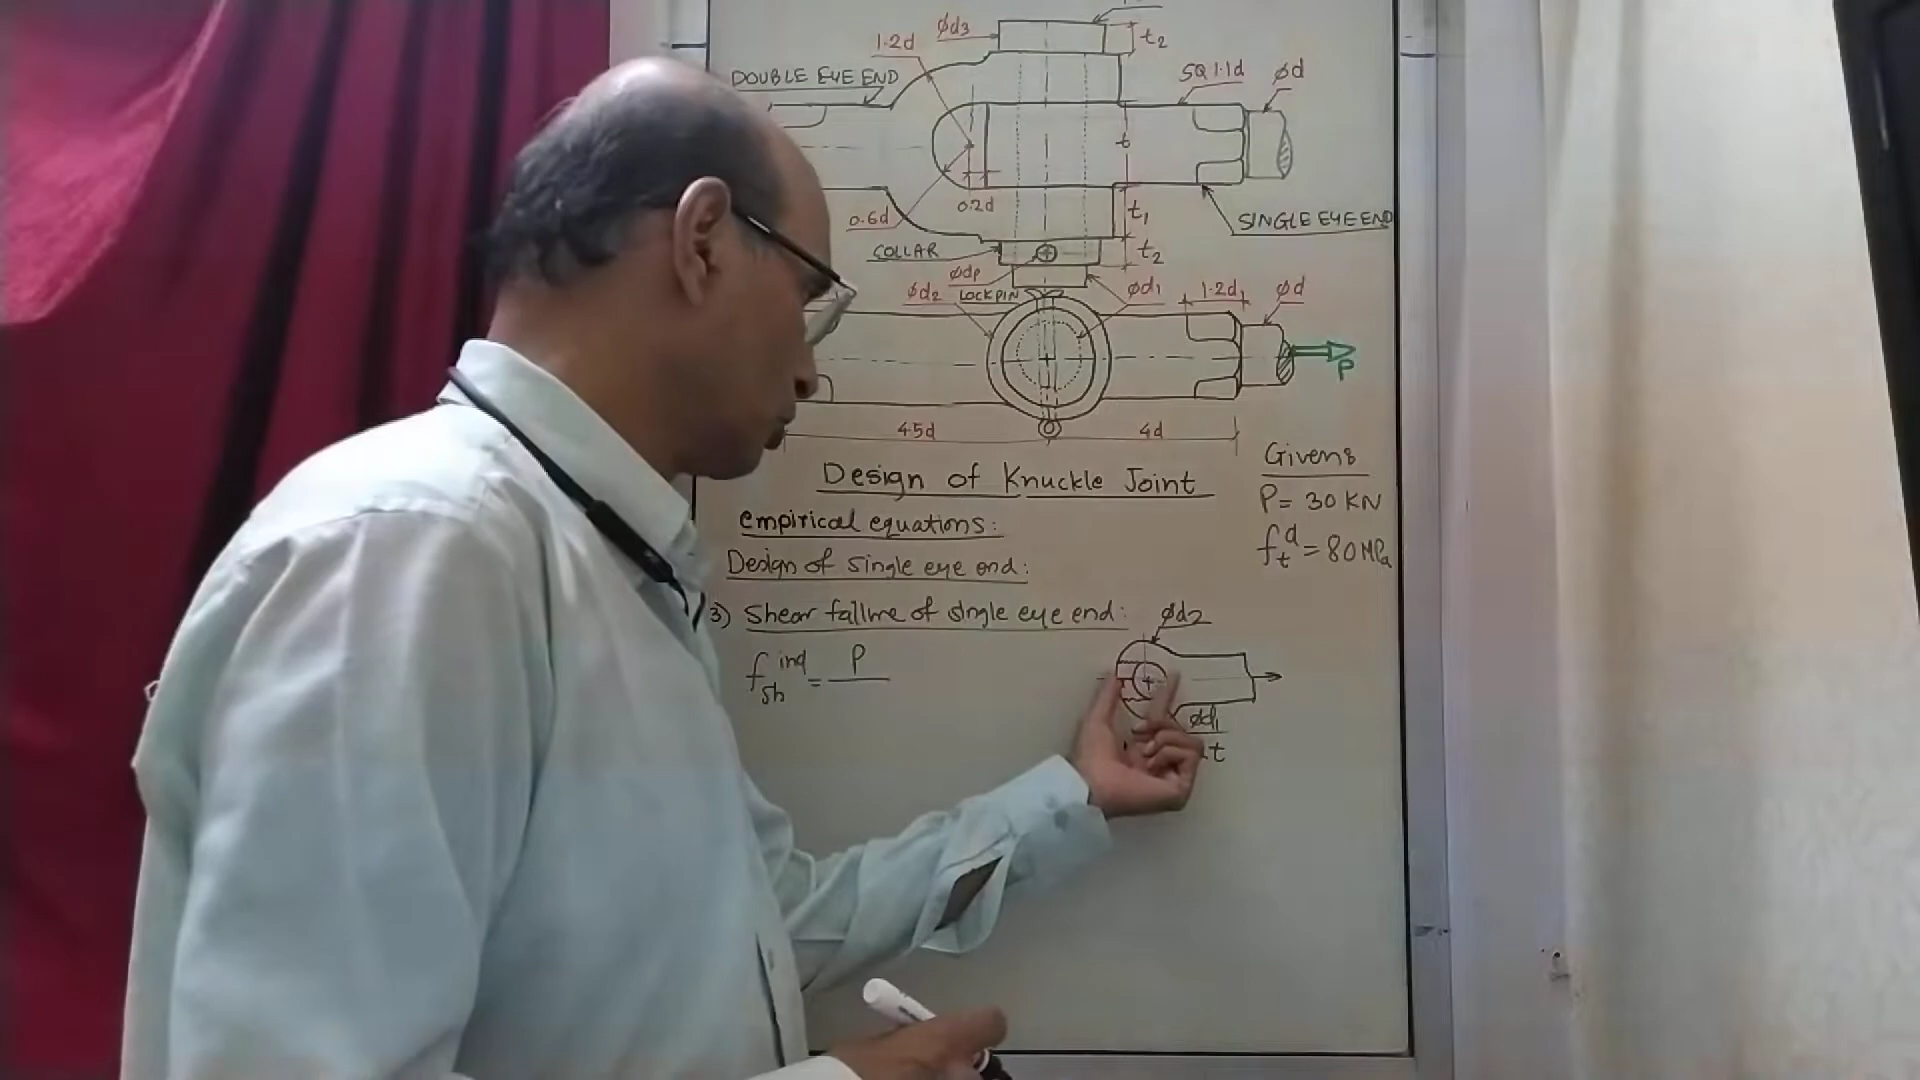 1.2d
φd3
t2
DOUBLE EYE END
SQ 1.1d
φd
t
0.6d
0.2d
t1
SINGLE EYE END
COLLAR
t2
φdp
φd2
LOCKPIN
φd1
1.2d1
φd
P
4.5d
4d
Design of Knuckle Joint
Givens
P = 30 KN
f_t^d = 80 MPa
empirical equations:
Design of single eye end:
3) Shear failure of single eye end:
φd2
f_sh^ind = P
φd1
t